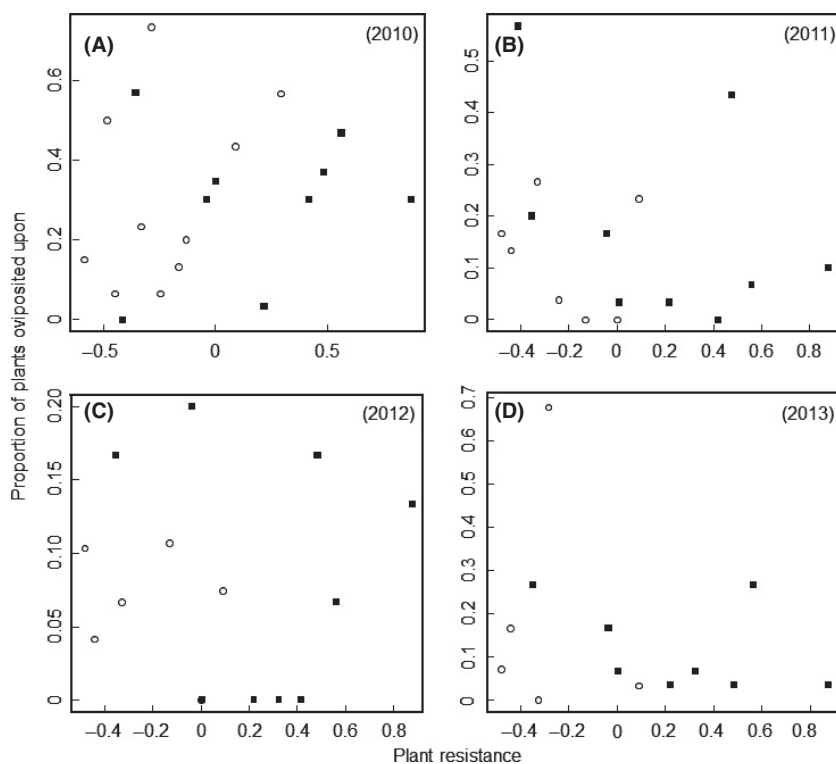 (A) (2010)
0.6
0.4
0.2
0
–0.5 0 0.5
(B) (2011)
0.5
0.4
0.3
0.2
0.1
0
–0.4 –0.2 0 0.2 0.4 0.6 0.8
Proportion of plants oviposited upon
(C) (2012)
0.20
0.15
0.10
0.05
0
–0.4 –0.2 0 0.2 0.4 0.6 0.8
(D) (2013)
0.7
0.6
0.5
0.4
0.3
0.2
0.1
0
–0.4 –0.2 0 0.2 0.4 0.6 0.8
Plant resistance